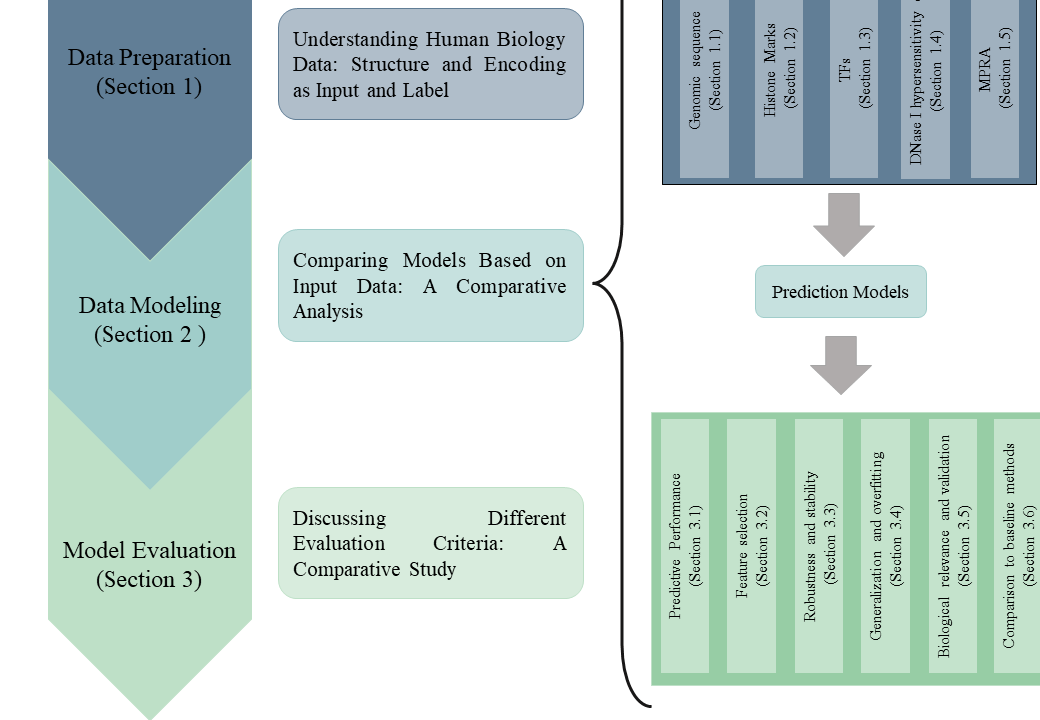 Data Preparation
(Section 1)
Understanding Human Biology
Data: Structure and Encoding
as Input and Label
Data Modeling
(Section 2 )
Comparing Models Based on
Input Data: A Comparative
Analysis
Model Evaluation
(Section 3)
Discussing Different
Evaluation Criteria: A
Comparative Study
Genomic sequence
(Section 1.1)
Histone Marks
(Section 1.2)
TFs
(Section 1.3)
DNase I hypersensitivity
(Section 1.4)
MPRA
(Section 1.5)
Prediction Models
Predictive Performance
(Section 3.1)
Feature selection
(Section 3.2)
Robustness and stability
(Section 3.3)
Generalization and overfitting
(Section 3.4)
Biological relevance and validation
(Section 3.5)
Comparison to baseline methods
(Section 3.6)